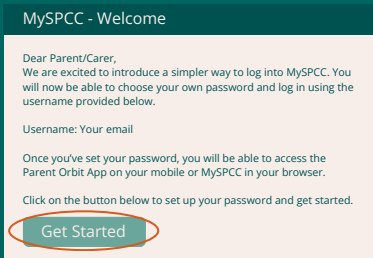 MySPCC - Welcome
Dear Parent/Carer,
We are excited to introduce a simpler way to log into MySPCC. You
will now be able to choose your own password and log in using the
username provided below.
Username: Your email
Once you've set your password, you will be able to access the
Parent Orbit App on your mobile or MySPCC in your browser.
Click on the button below to set up your password and get started.
Get Started